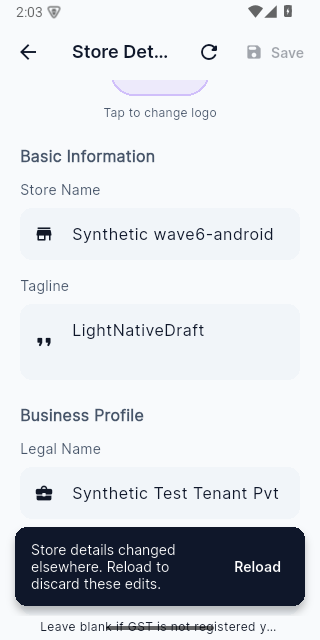 2:03
Store Det...
Save
Tap to change logo
Basic Information
Store Name
Synthetic wave6-android
Tagline
LightNativeDraft
Business Profile
Legal Name
Synthetic Test Tenant Pvt
Store details changed
elsewhere. Reload to
discard these edits.
Reload
Leave blank if GST is not registered y...